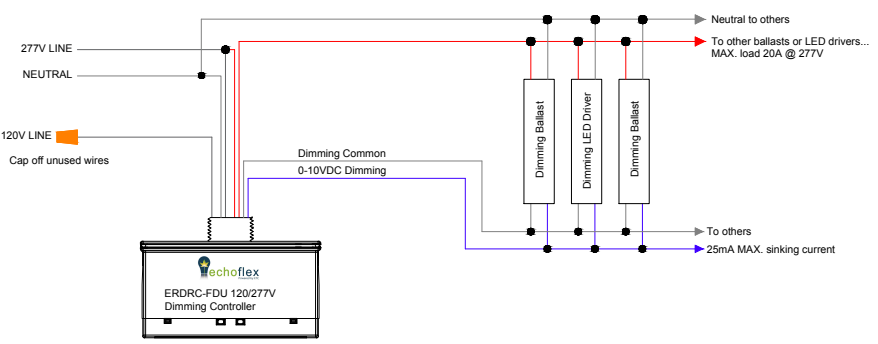 Neutral to others
To other ballasts or LED drivers...
MAX. load 20A @ 277V
277V LINE
NEUTRAL
120V LINE
Cap off unused wires
Dimming Common
0-10VDC Dimming
Dimming Ballast
Dimming LED Driver
Dimming Ballast
To others
25mA MAX. sinking current
echoflex
ERDRC-FDU 120/277V
Dimming Controller